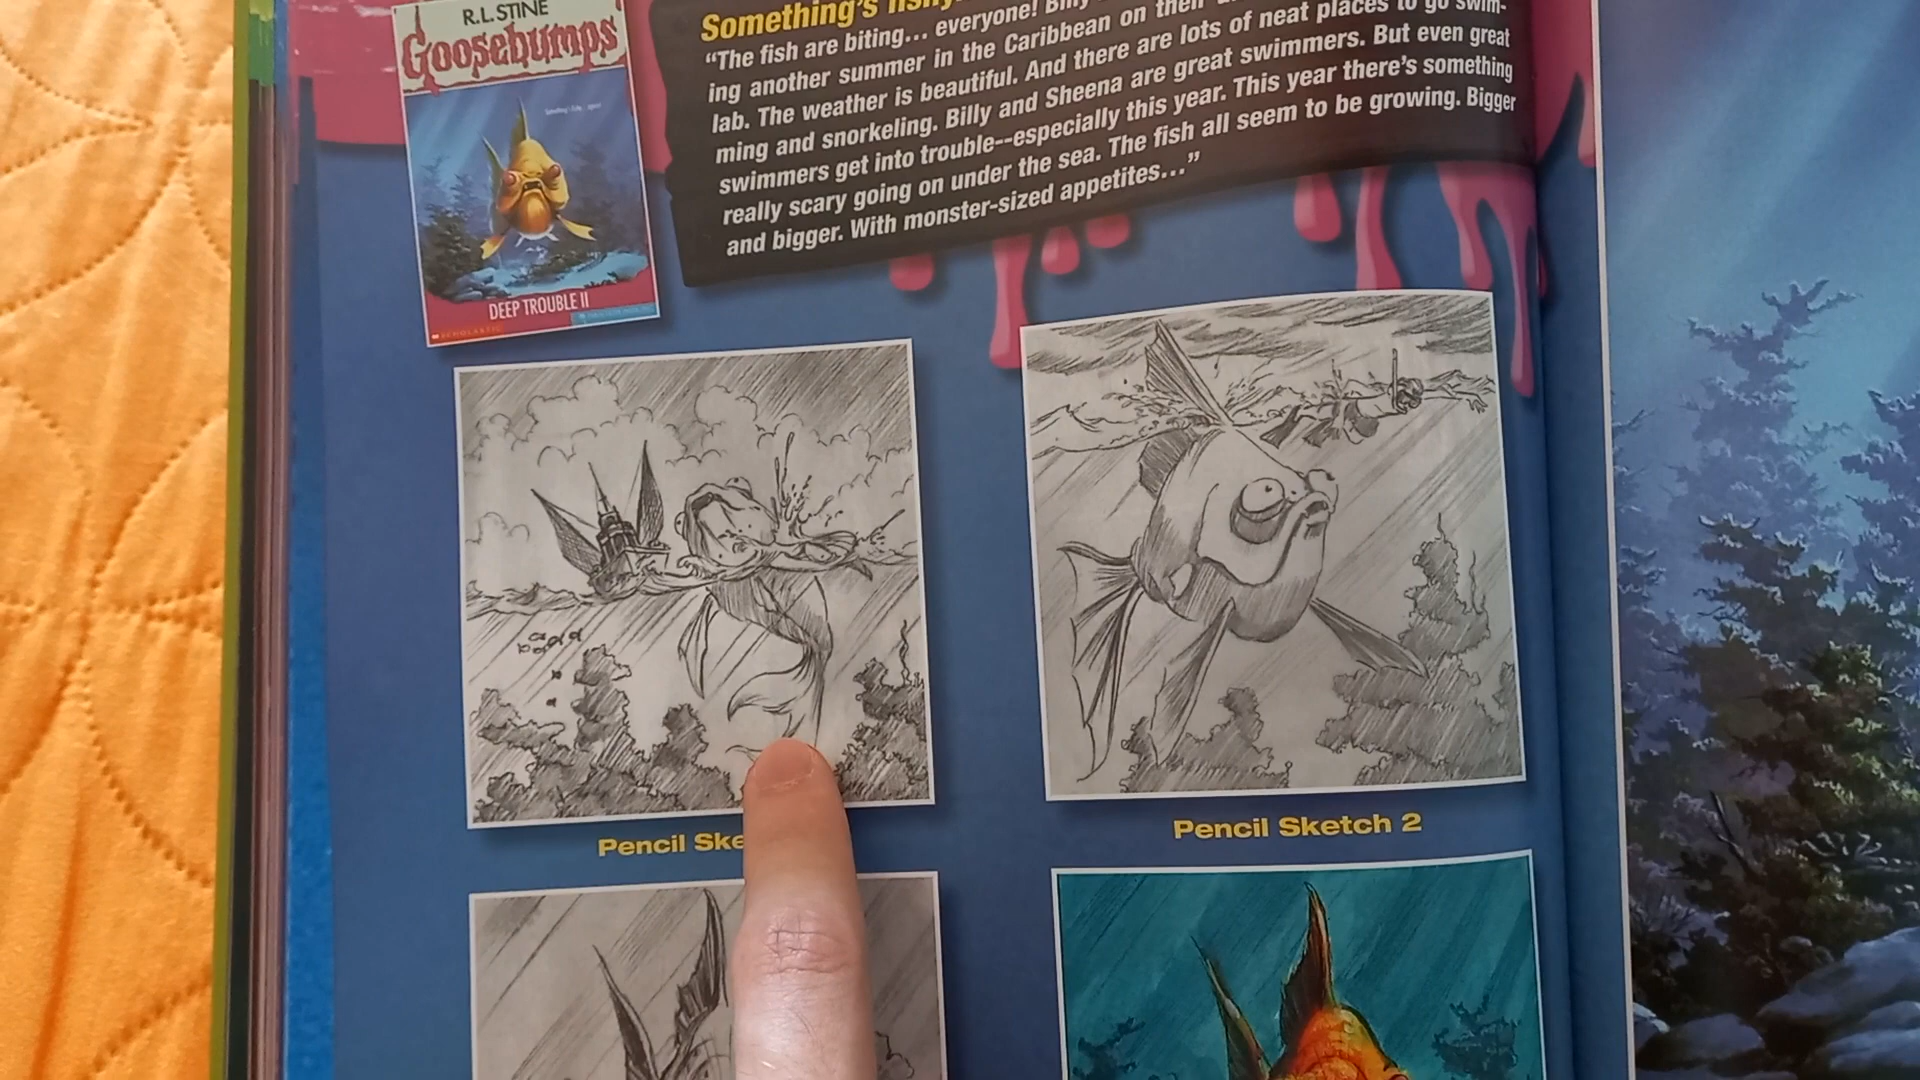 R.L. STINE
Goosebumps
DEEP TROUBLE II
SCHOLASTIC
Something's
"The fish are biting... everyone!
ing another summer in the Caribbean on their
lab. The weather is beautiful. And there are lots of neat places to go swim-
ming and snorkeling. Billy and Sheena are great swimmers. But even great
swimmers get into trouble--especially this year. This year there's something
really scary going on under the sea. The fish all seem to be growing. Bigger
and bigger. With monster-sized appetites..."
Pencil Ske
Pencil Sketch 2